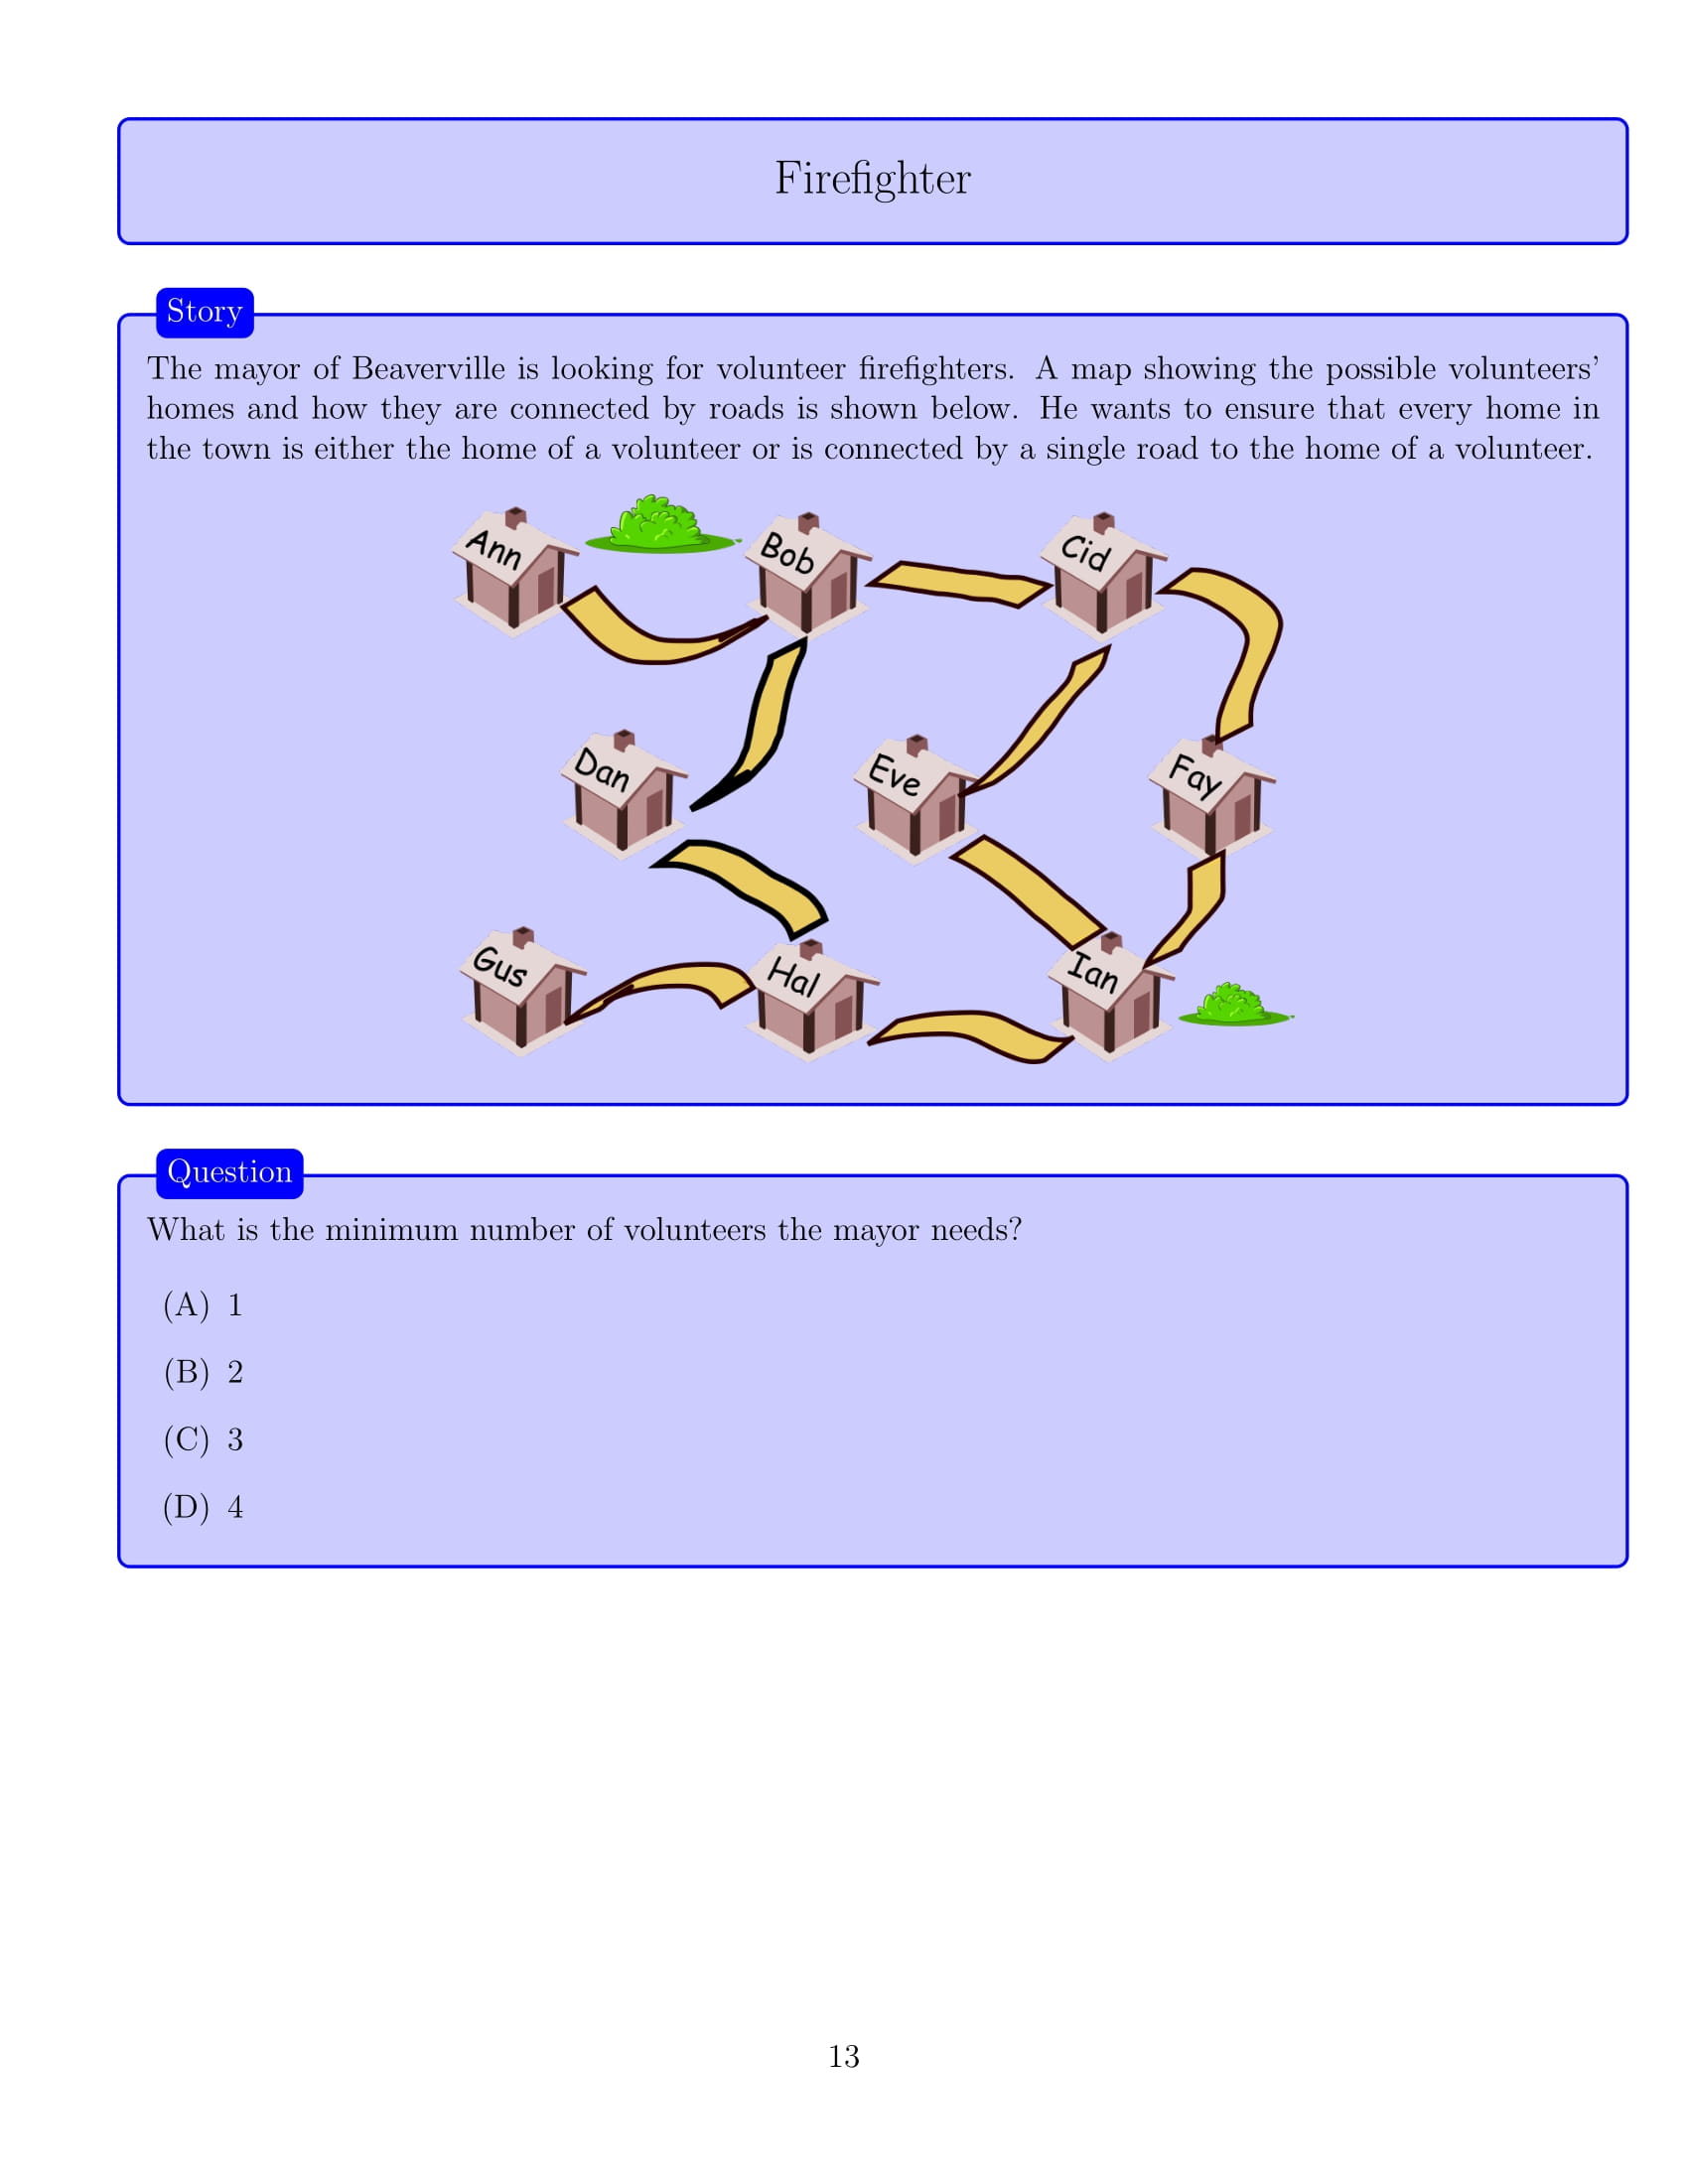 Firefighter
Story
The mayor of Beaverville is looking for volunteer firefighters. A map showing the possible volunteers'
homes and how they are connected by roads is shown below. He wants to ensure that every home in
the town is either the home of a volunteer or is connected by a single road to the home of a volunteer.
Ann
Bob
Cid
Dan
Eve
Fay
Gus
Hal
Ian
Question
What is the minimum number of volunteers the mayor needs?
(A) 1
(B) 2
(C) 3
(D) 4
13